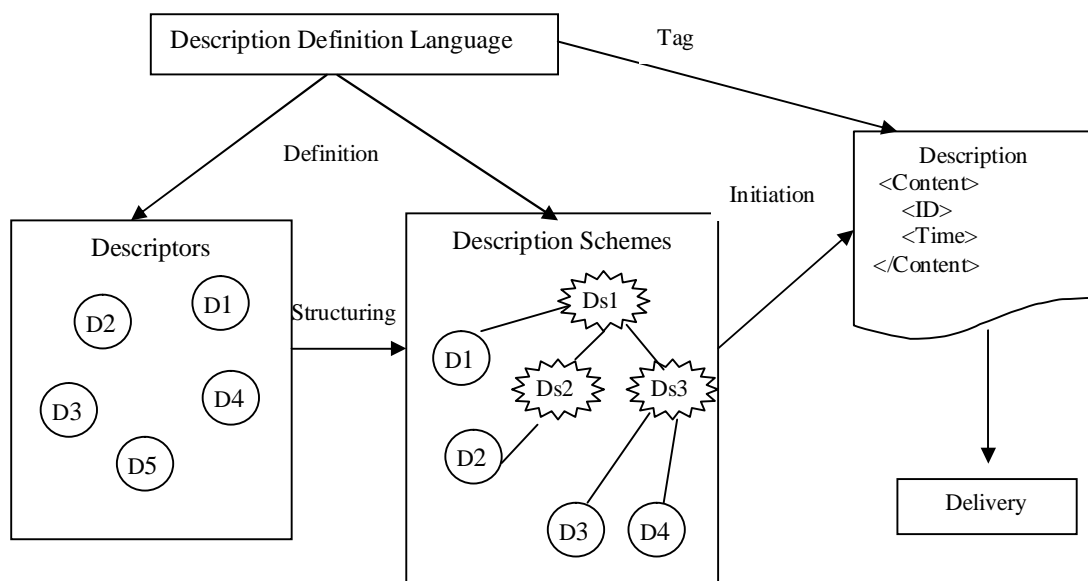 Description Definition Language
Tag
Definition
Description
<Content>
<ID>
<Time>
</Content>
Initiation
Descriptors
D1
D2
D3
D4
D5
Structuring
Description Schemes
Ds1
D1
Ds2
Ds3
D2
D3
D4
Delivery